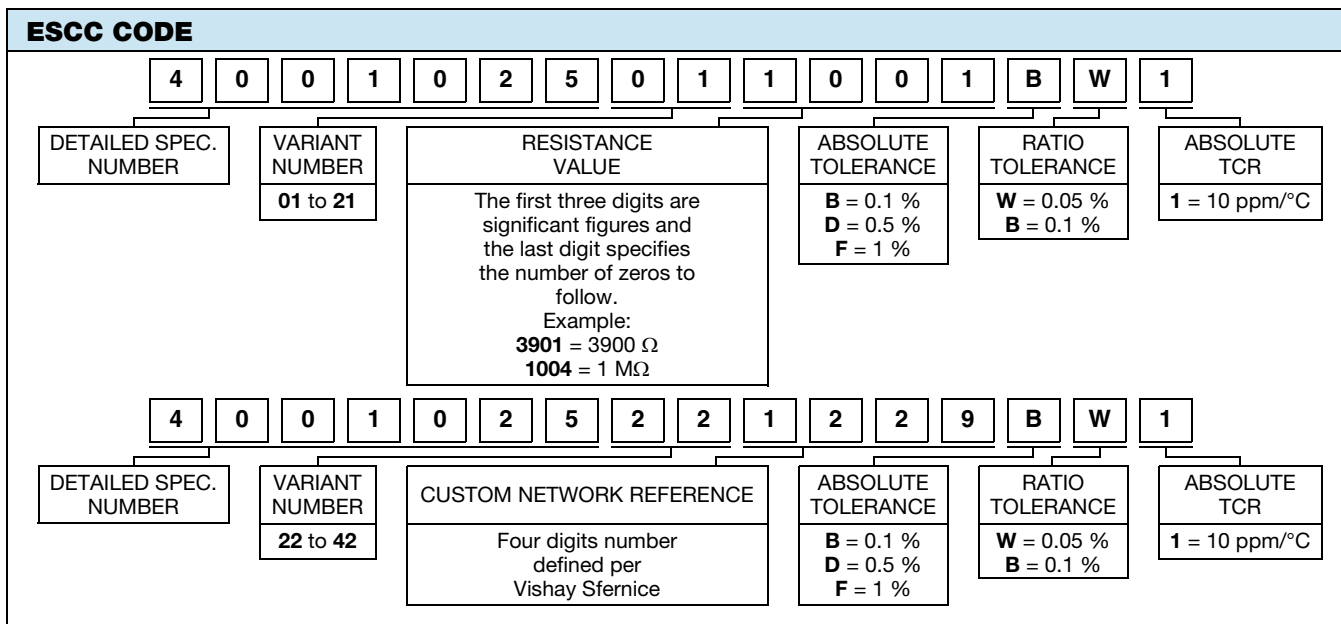 ESCC CODE
4 0 0 1 0 2 5 0 1 1 0 0 1 B W 1
DETAILED SPEC.
NUMBER
VARIANT
NUMBER
01 to 21
RESISTANCE
VALUE
The first three digits are
significant figures and
the last digit specifies
the number of zeros to
follow.
Example:
3901 = 3900 Ω
1004 = 1 MΩ
ABSOLUTE
TOLERANCE
B = 0.1 %
D = 0.5 %
F = 1 %
RATIO
TOLERANCE
W = 0.05 %
B = 0.1 %
ABSOLUTE
TCR
1 = 10 ppm/°C
4 0 0 1 0 2 5 2 2 1 2 2 9 B W 1
DETAILED SPEC.
NUMBER
VARIANT
NUMBER
22 to 42
CUSTOM NETWORK REFERENCE
Four digits number
defined per
Vishay Sfernice
ABSOLUTE
TOLERANCE
B = 0.1 %
D = 0.5 %
F = 1 %
RATIO
TOLERANCE
W = 0.05 %
B = 0.1 %
ABSOLUTE
TCR
1 = 10 ppm/°C